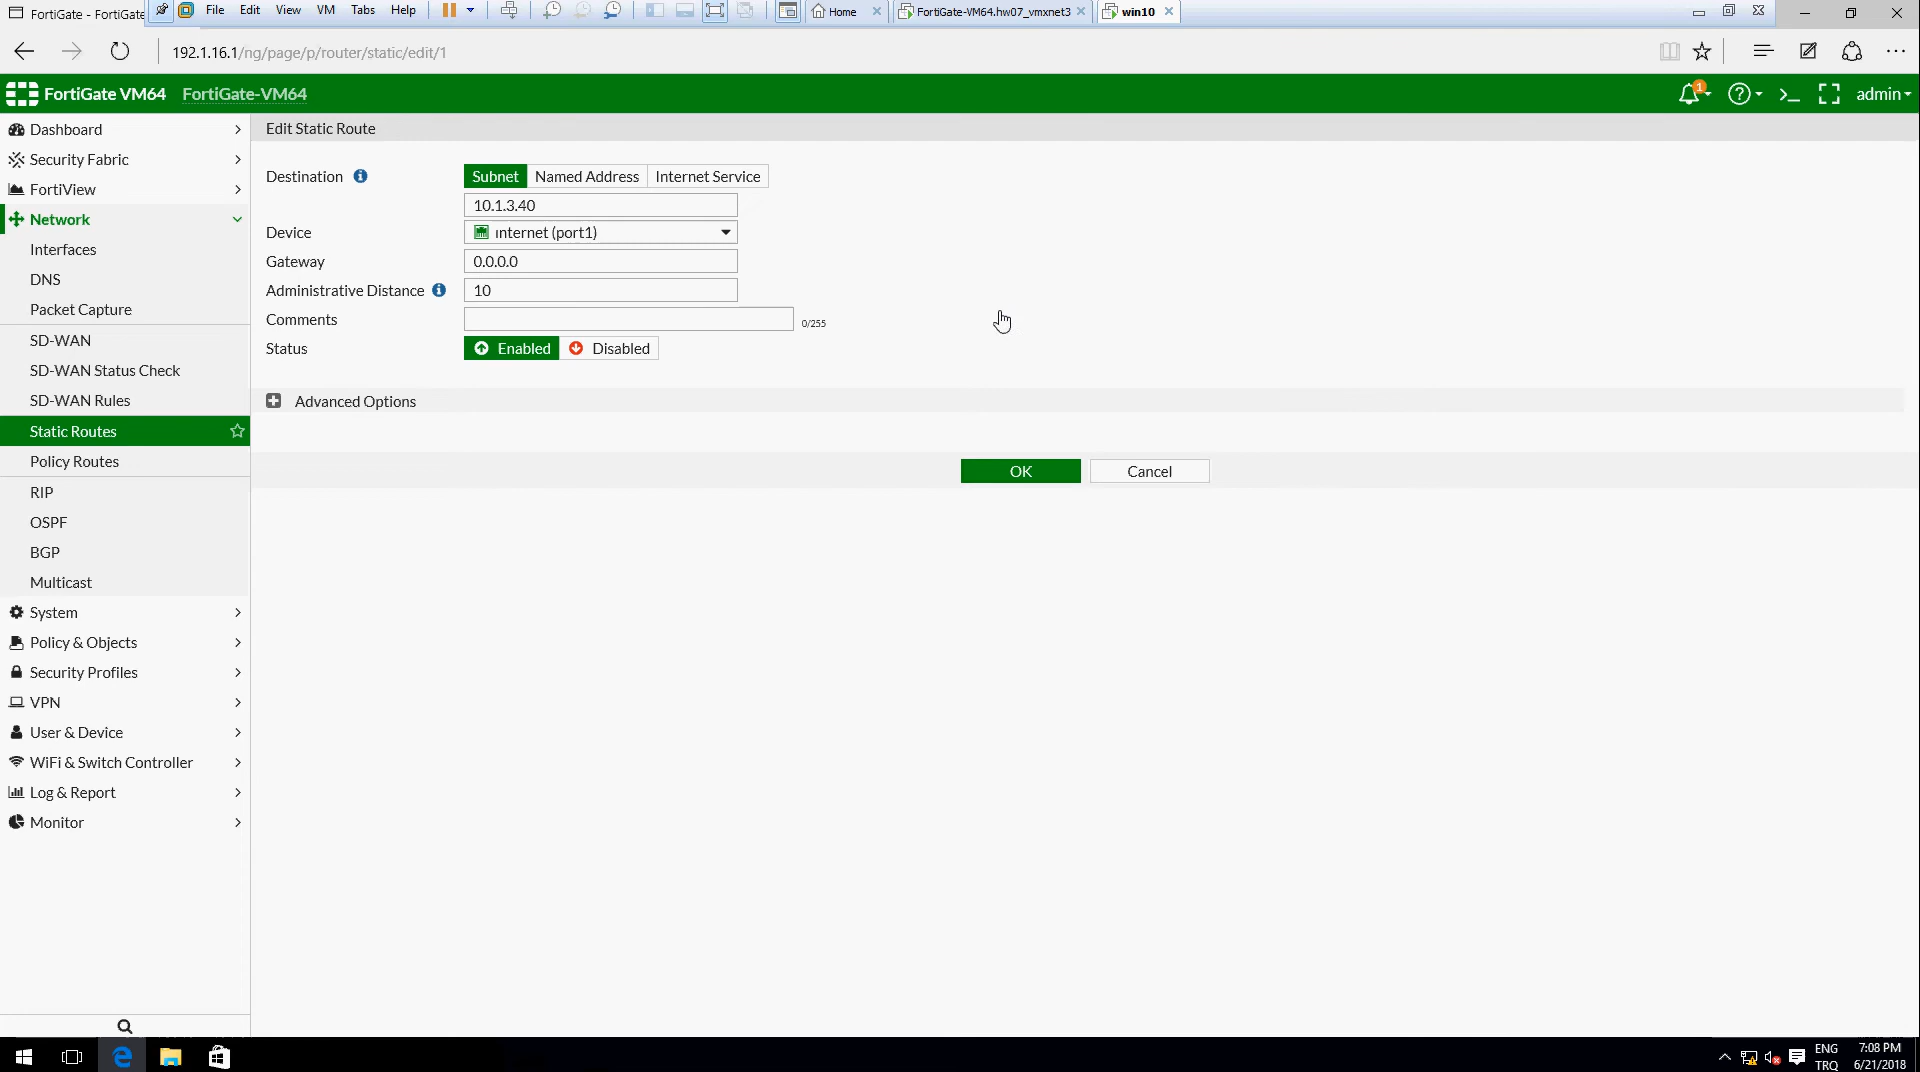 FortiGate - FortiGate
File Edit View VM Tabs Help
Home
FortiGate-VM64.hw07_vmxnet3
win10
192.1.16.1/ng/page/p/router/static/edit/1
FortiGate VM64 FortiGate-VM64
1
admin
Dashboard
Security Fabric
FortiView
Network
Interfaces
DNS
Packet Capture
SD-WAN
SD-WAN Status Check
SD-WAN Rules
Static Routes
Policy Routes
RIP
OSPF
BGP
Multicast
System
Policy & Objects
Security Profiles
VPN
User & Device
WiFi & Switch Controller
Log & Report
Monitor
Edit Static Route
Destination Subnet Named Address Internet Service
10.1.3.40
Device ınternet (port1)
Gateway 0.0.0.0
Administrative Distance 10
Comments 0/255
Status Enabled Disabled
Advanced Options
OK Cancel
ENG
TRQ
7:08 PM
6/21/2018